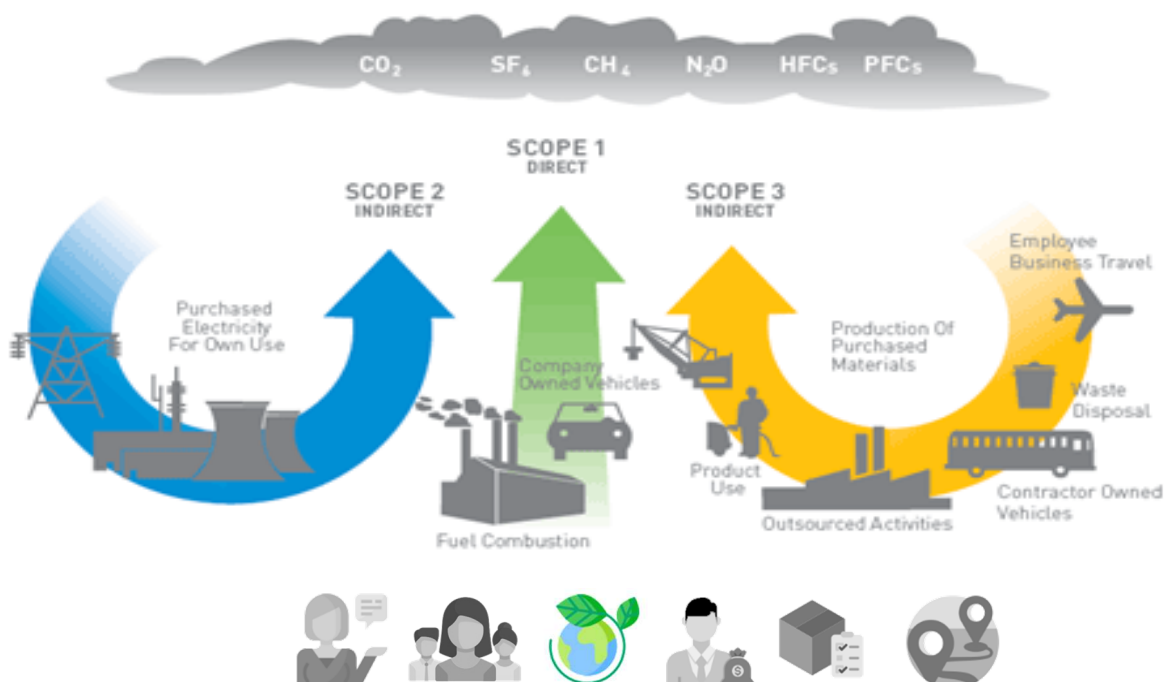 CO₂ SF₆ CH₄ N₂O HFCs PFCs
SCOPE 1
DIRECT
SCOPE 2
INDIRECT
SCOPE 3
INDIRECT
Employee
Business Travel
Purchased
Electricity
For Own Use
Production Of
Purchased
Materials
Company
Owned Vehicles
Waste
Disposal
Product
Use
Contractor Owned
Vehicles
Outsourced Activities
Fuel Combustion
$